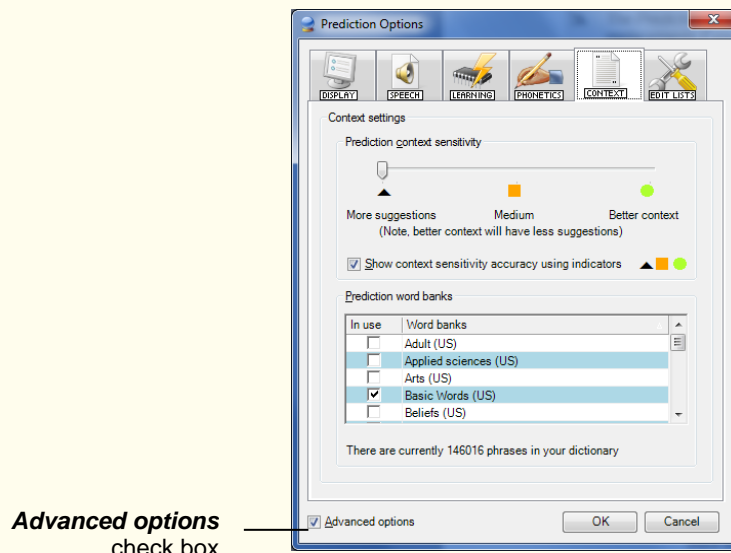 Prediction Options
DISPLAY SPEECH LEARNING PHONETICS CONTEXT EDIT LISTS
Context settings
Prediction context sensitivity
More suggestions Medium Better context
(Note, better context will have less suggestions)
Show context sensitivity accuracy using indicators
Prediction word banks
In use Word banks
Adult (US)
Applied sciences (US)
Arts (US)
Basic Words (US)
Beliefs (US)
There are currently 146016 phrases in your dictionary
Advanced options
check box
Advanced options OK Cancel